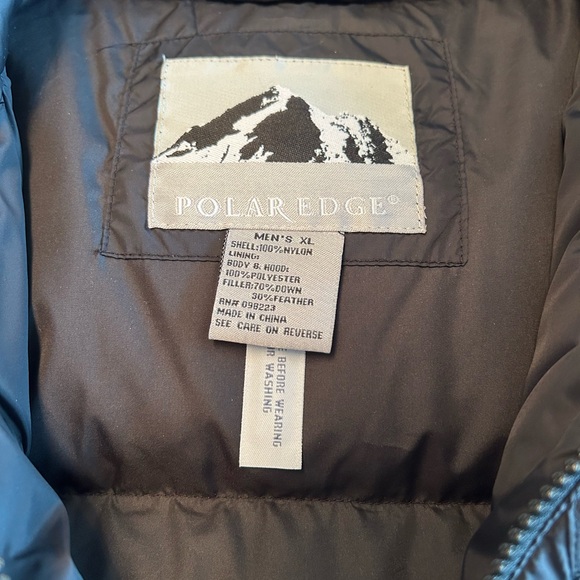 POLAR EDGE©
MEN'S XL
SHELL:100%NYLON
LINING:
BODY & HOOD:
100%POLYESTER
FILLER:70%DOWN
30%FEATHER
RN# 098223
MADE IN CHINA
SEE CARE ON REVERSE
BEFORE WEARING
WASHING